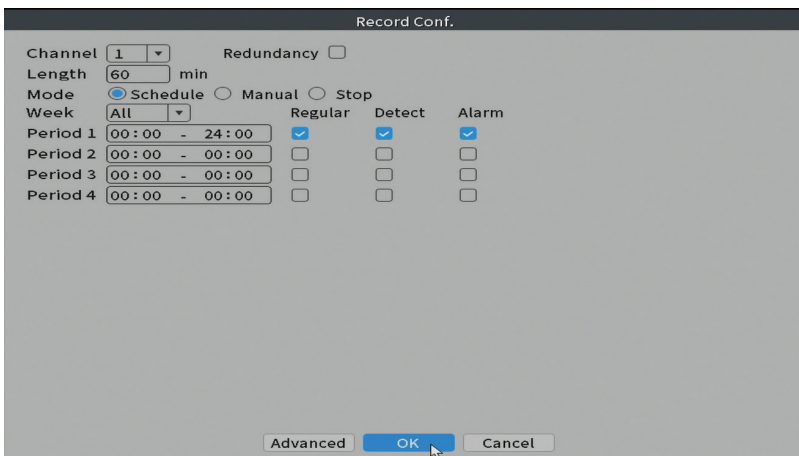 Record Conf.
Channel 1 Redundancy
Length 60 min
Mode Schedule Manual Stop
Week All Regular Detect Alarm
Period 1 00:00 - 24:00
Period 2 00:00 - 00:00
Period 3 00:00 - 00:00
Period 4 00:00 - 00:00
Advanced OK Cancel